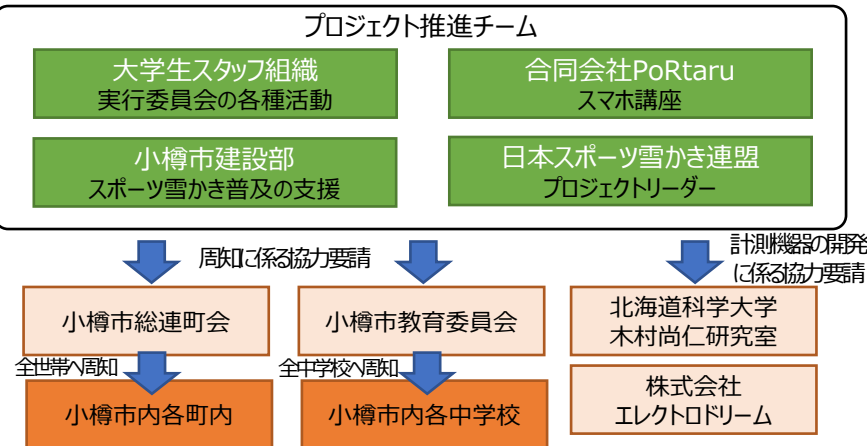 プロジェクト推進チーム
大学生スタッフ組織
実行委員会の各種活動
合同会社PoRtaru
スマホ講座
小樽市建設部
スポーツ雪かき普及の支援
日本スポーツ雪かき連盟
プロジェクトリーダー
周知に係る協力要請
計測機器の開発
に係る協力要請
小樽市総連町会
小樽市教育委員会
北海道科学大学
木村尚仁研究室
全世帯へ周知
全中学校へ周知
小樽市内各町内
小樽市内各中学校
株式会社
エレクトロドリーム